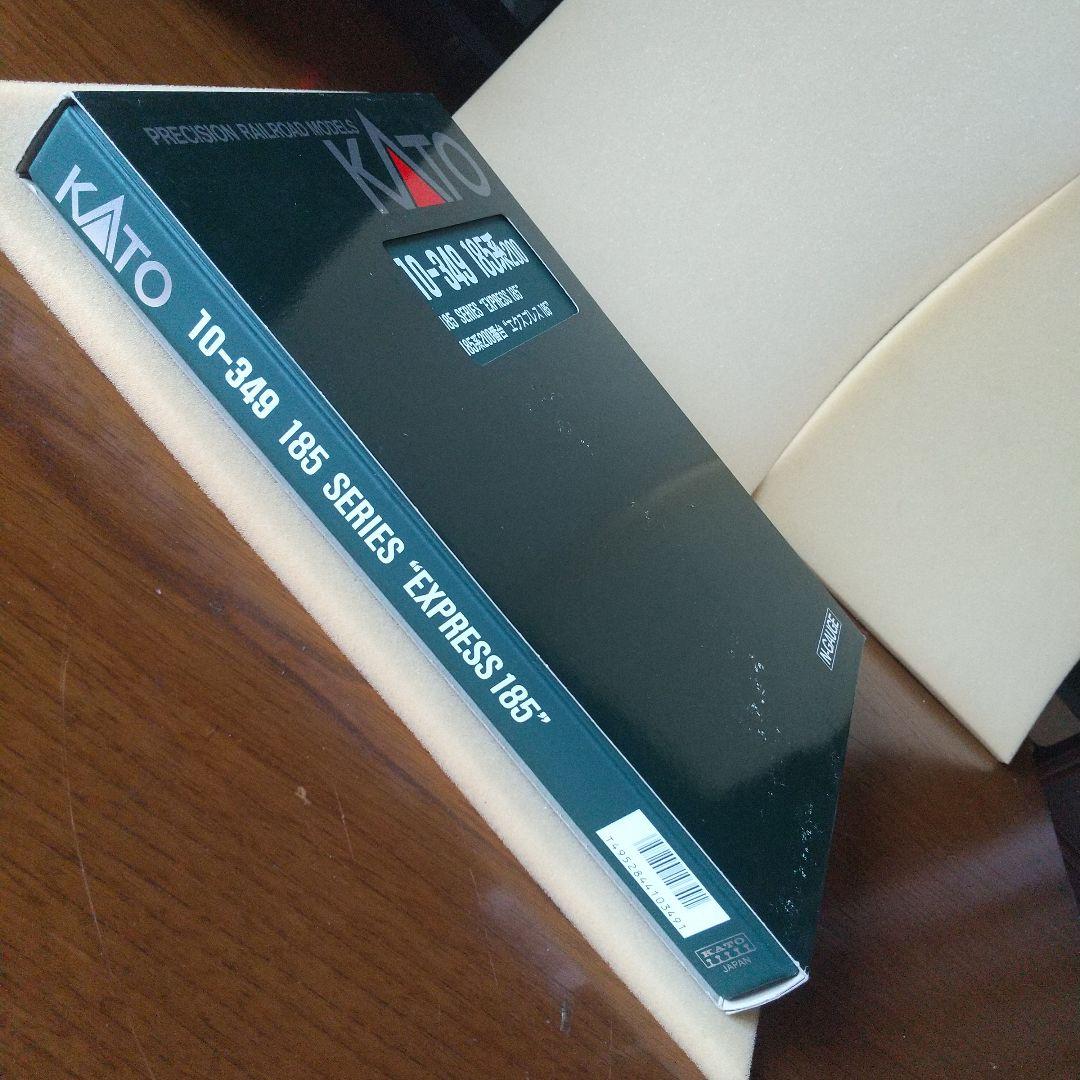 PRECISION RAILROAD MODELS
KATO
10-349 185系200
185 SERIES "EXPRESS 185"
185系200番台 "エクスプレス185"
N-GAUGE
KATO 10-349 185 SERIES "EXPRESS 185"
T4952844103491
KATO
JAPAN